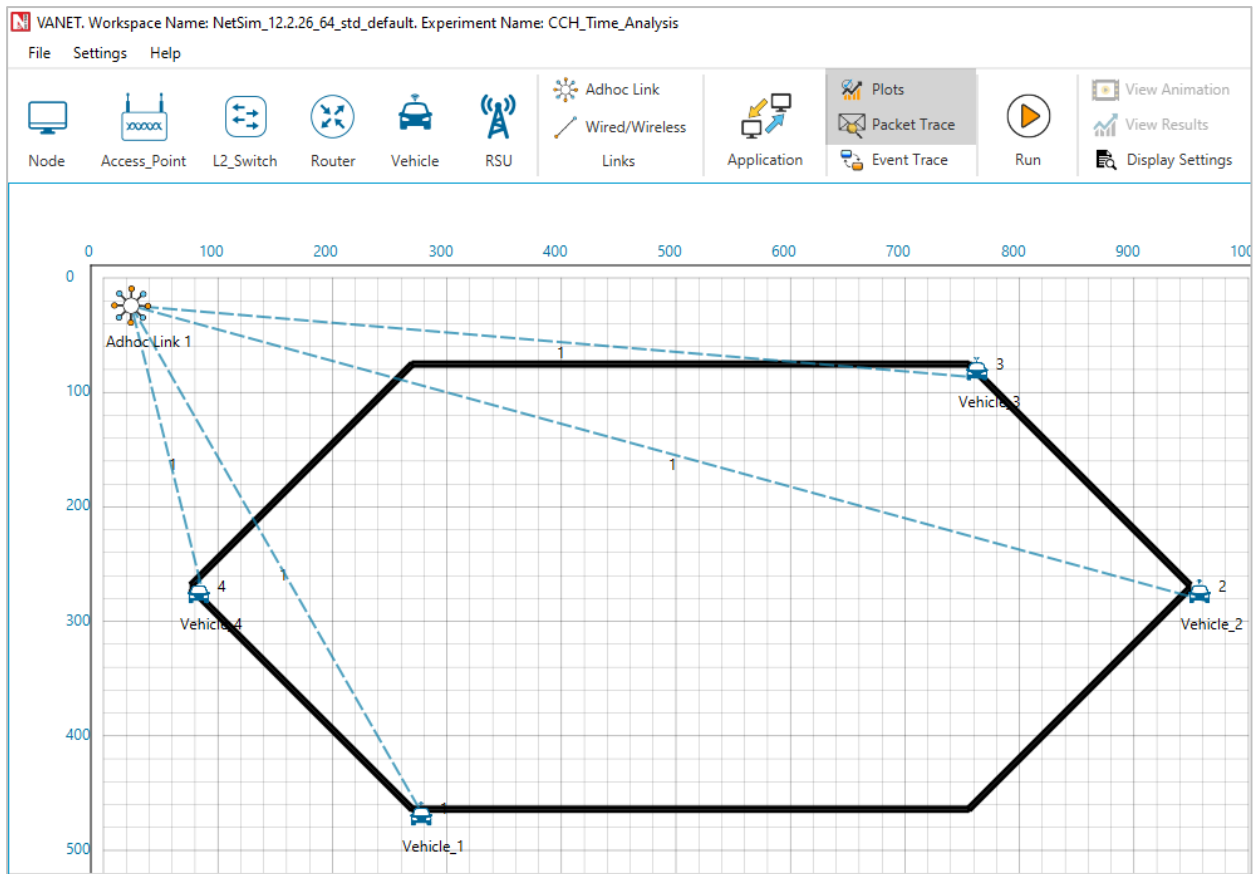 VANET. Workspace Name: NetSim_12.2.26_64_std_default. Experiment Name: CCH_Time_Analysis
File Settings Help
Adhoc Link
Wired/Wireless
Links
Plots
Packet Trace
Event Trace
View Animation
View Results
Display Settings
Node Access_Point L2_Switch Router Vehicle RSU Application Run
XXXXX
0 100 200 300 400 500 600 700 800 900 100
0
Adhoc Link 1
1
3
Vehicle_3
100
1
1
200
1
4
2
Vehicle_4
Vehicle_2
300
400
1
Vehicle_1
500